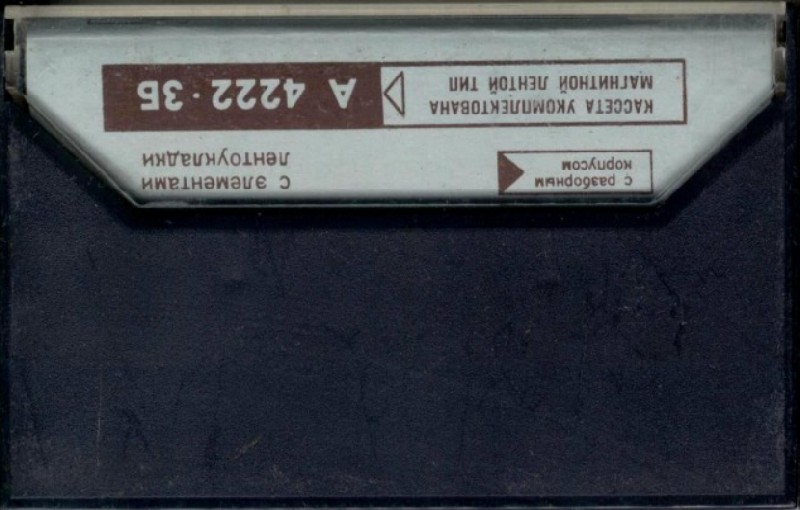 с разборным
корпусом
С ЭЛЕМЕНТАМИ
ЛЕНТОУКЛАДКИ
КАССЕТА УКОМПЛЕКТОВАНА
МАГНИТНОЙ ЛЕНТОЙ ТИП
А 4222·3Б